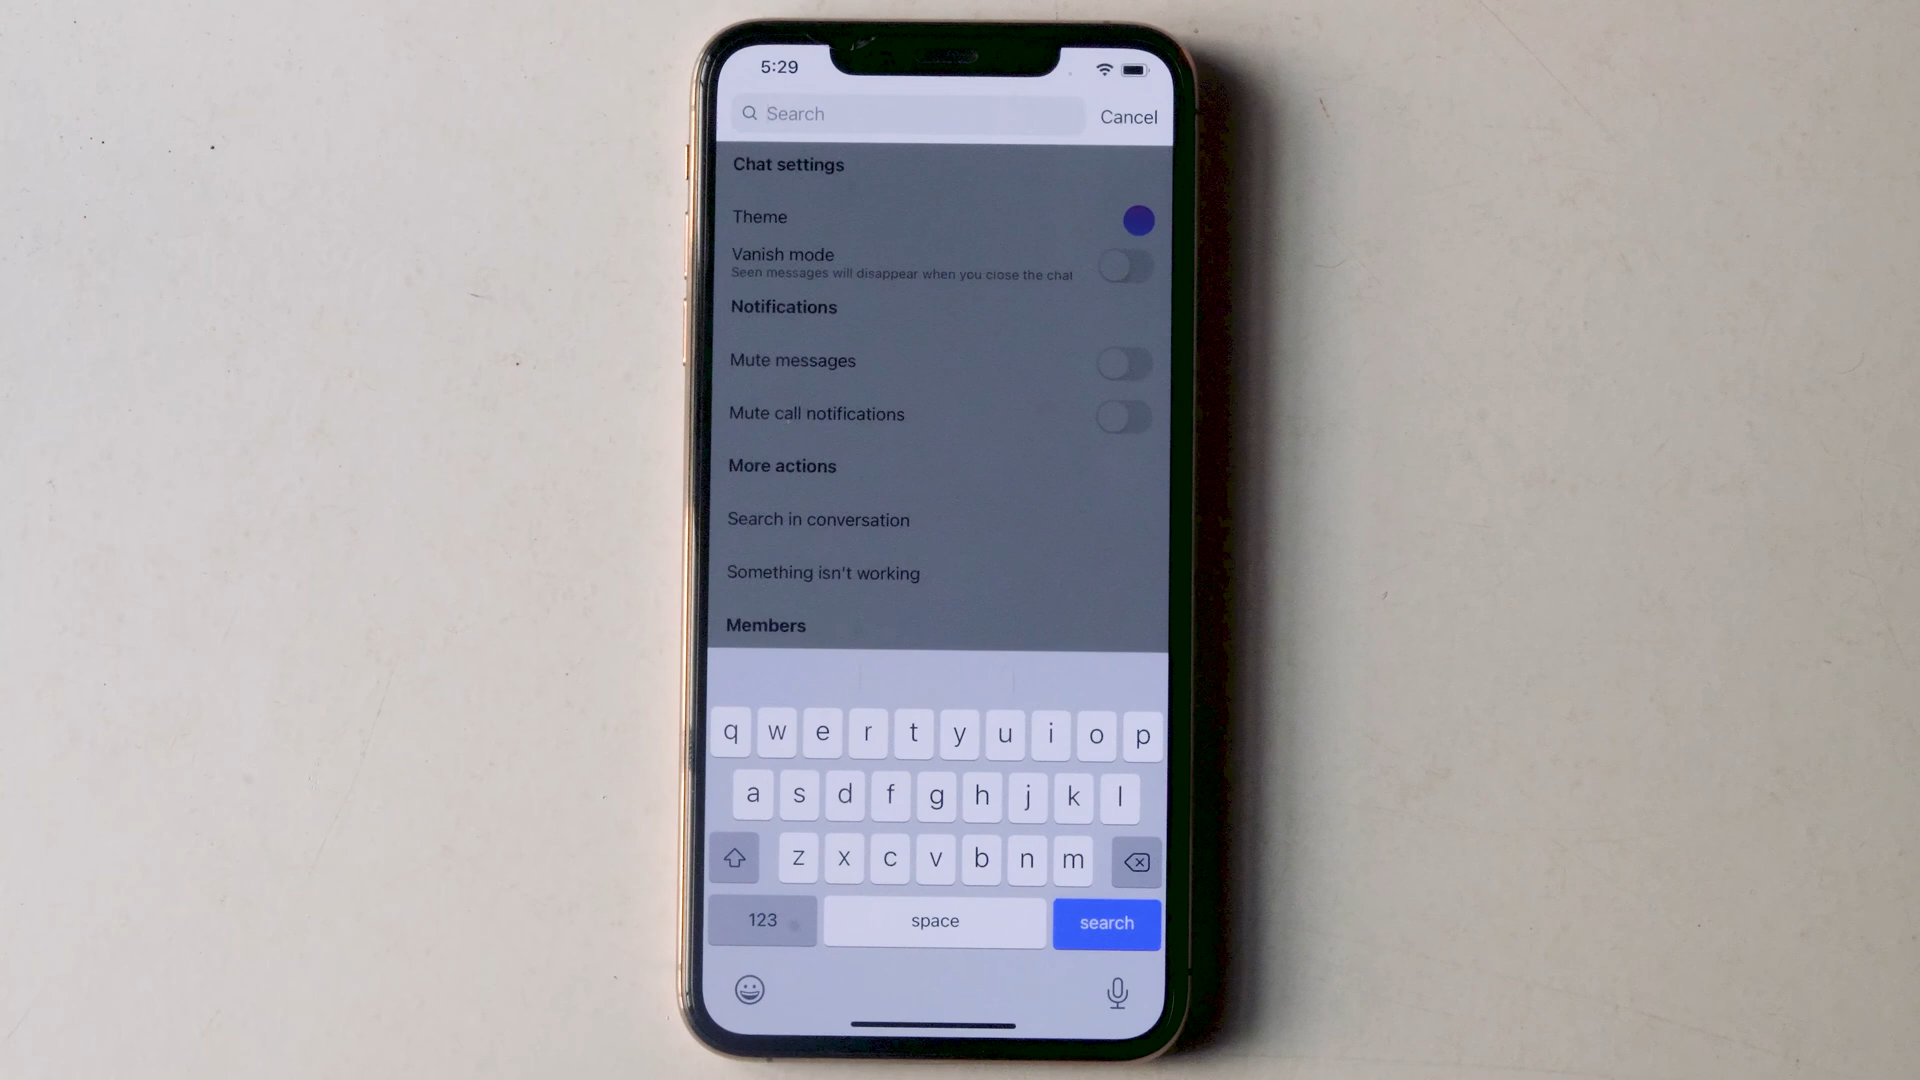 5:29
Search
Cancel
Chat settings
Theme
Vanish mode
Seen messages will disappear when you close the chat
Notifications
Mute messages
Mute call notifications
More actions
Search in conversation
Something isn't working
Members
q w e r t y u i o p
a s d f g h j k l
z x c v b n m
123 space search